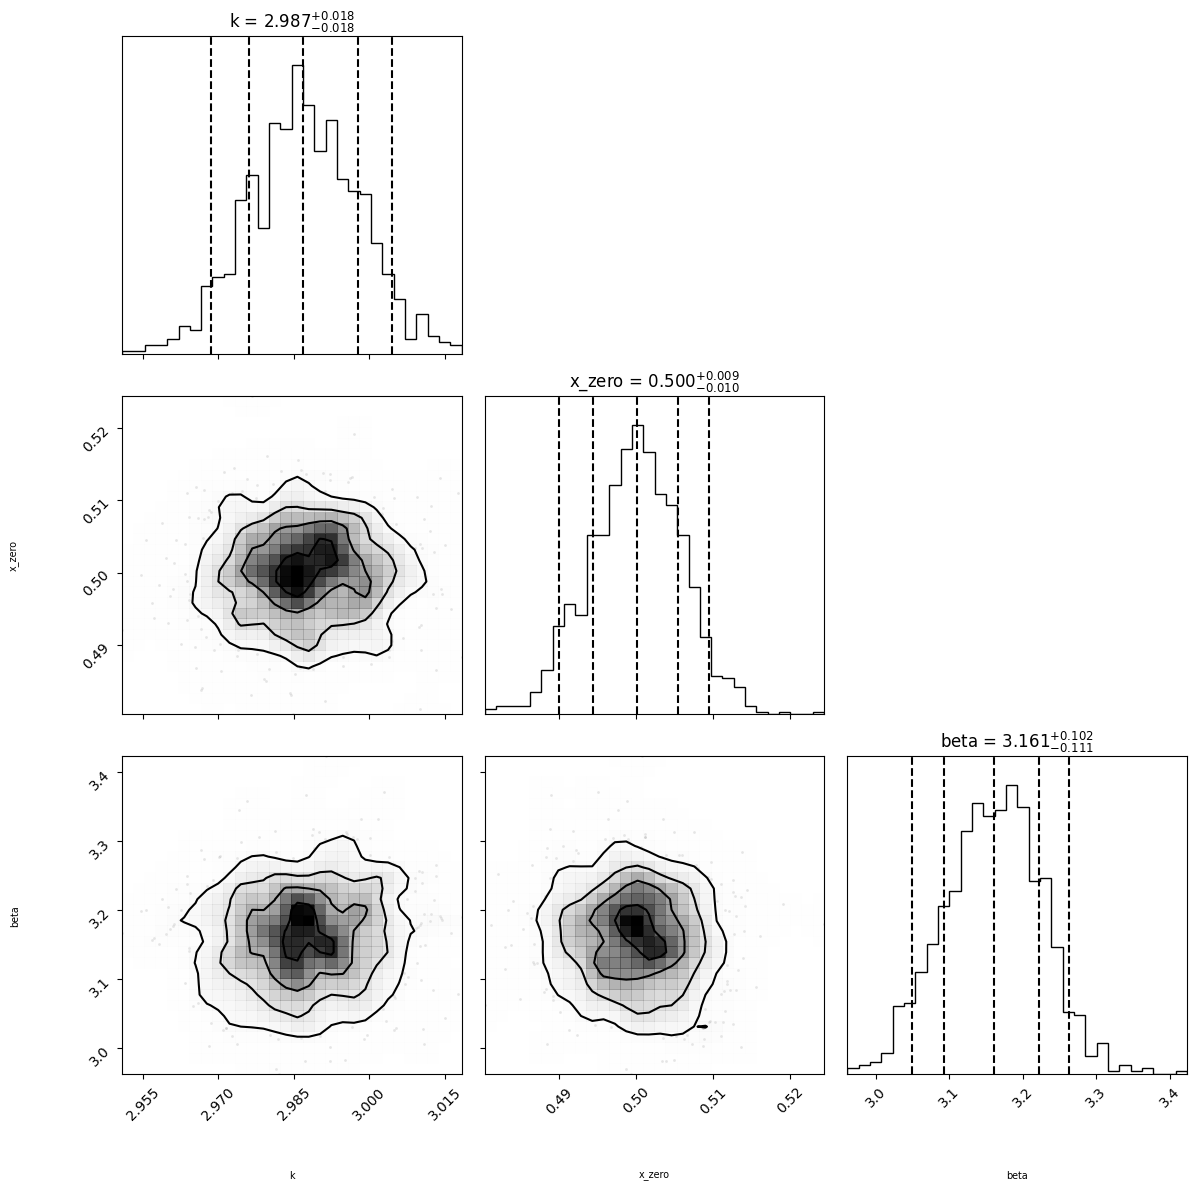 k = 2.987+0.018−0.018
x_zero = 0.500+0.009−0.010
0.52
0.51
0.50
0.49
x_zero
beta = 3.161+0.102−0.111
3.4
3.3
3.2
3.1
3.0
beta
2.955 2.970 2.985 3.000 3.015
0.49 0.50 0.51 0.52
3.0 3.1 3.2 3.3 3.4
k
x_zero
beta